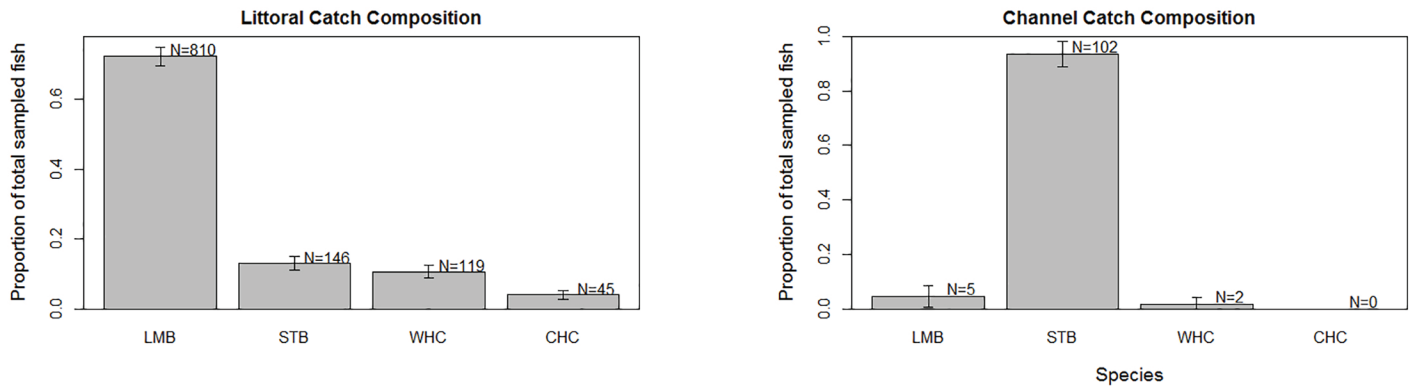 Littoral Catch Composition
Proportion of total sampled fish
0.0
0.2
0.4
0.6
N=810
N=146
N=119
N=45
LMB STB WHC CHC
Channel Catch Composition
Proportion of total sampled fish
0.0
0.2
0.4
0.6
0.8
1.0
N=5
N=102
N=2
N=0
LMB STB WHC CHC
Species